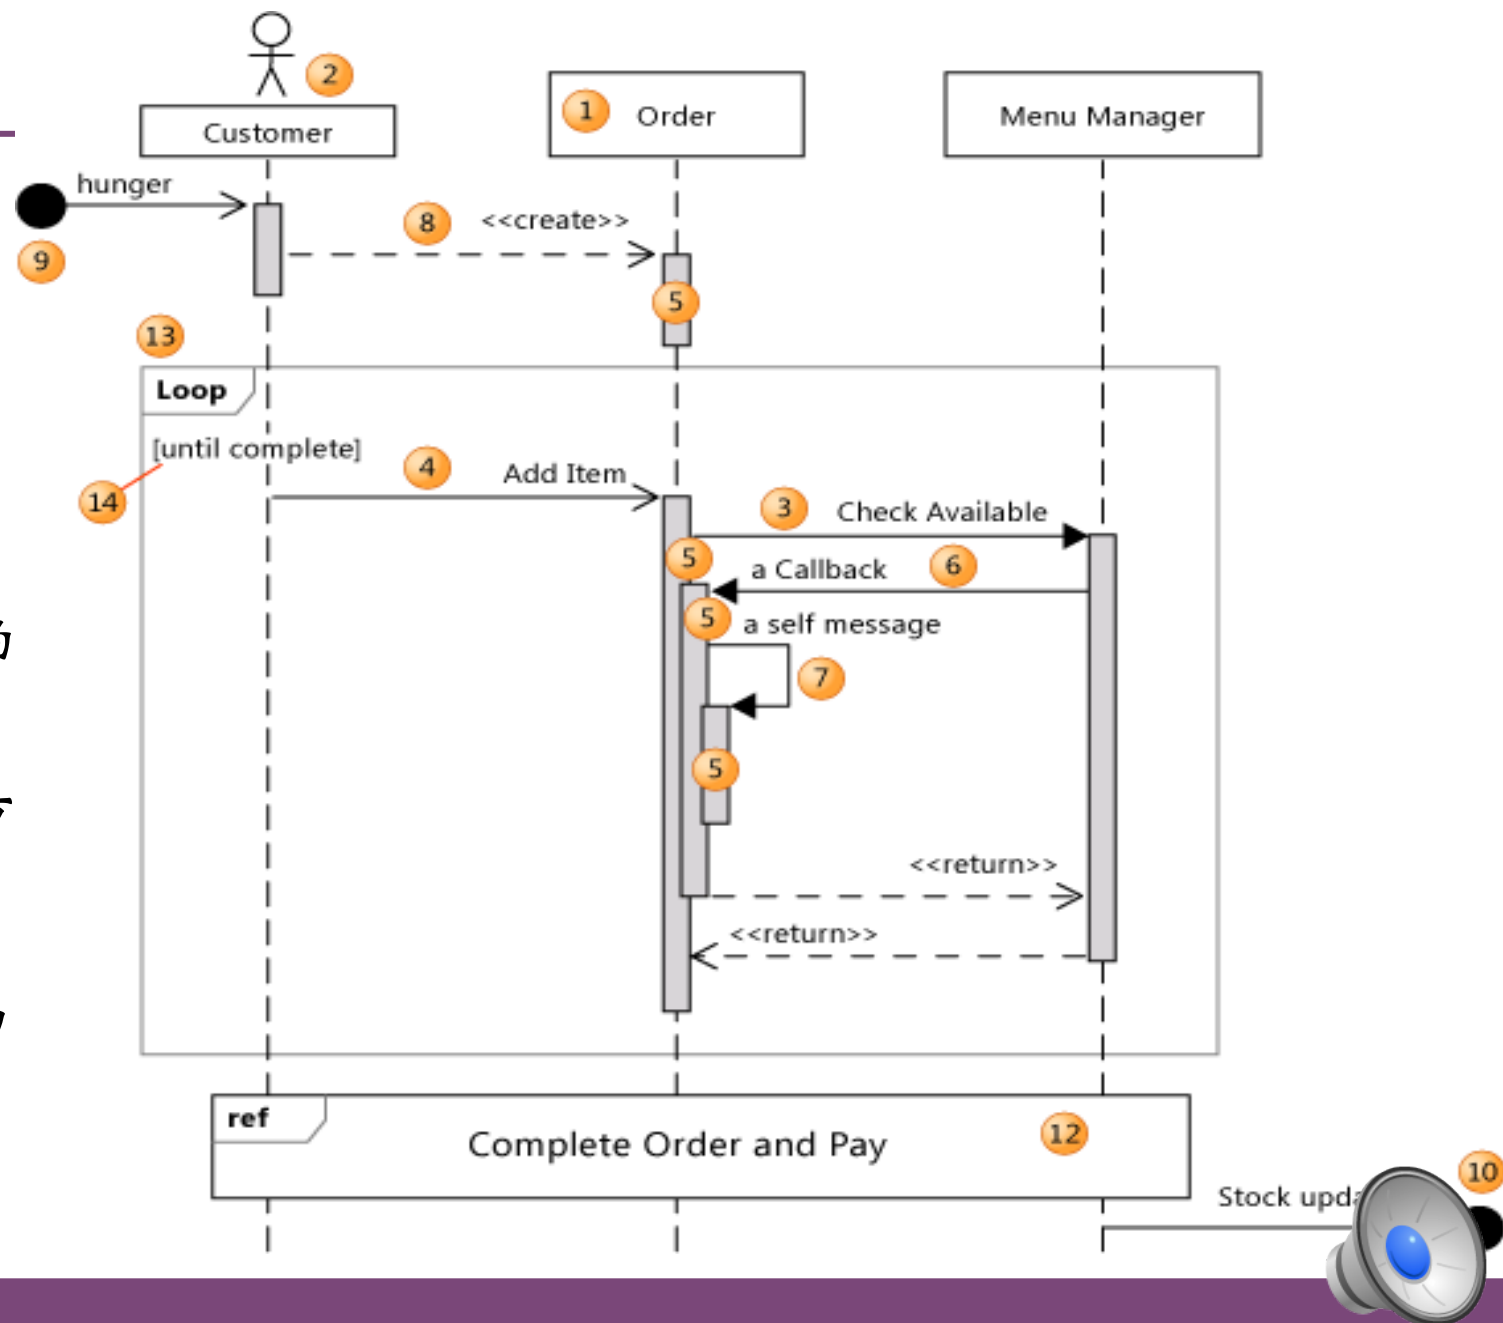 2
1
Order
Menu Manager
Customer
hunger
8
<<create>>
9
5
13
Loop
[until complete]
4
Add Item
14
3
Check Available
5
a Callback
6
5
a self message
7
5
<<return>>
<<return>>
ref
Complete Order and Pay
12
10
Stock